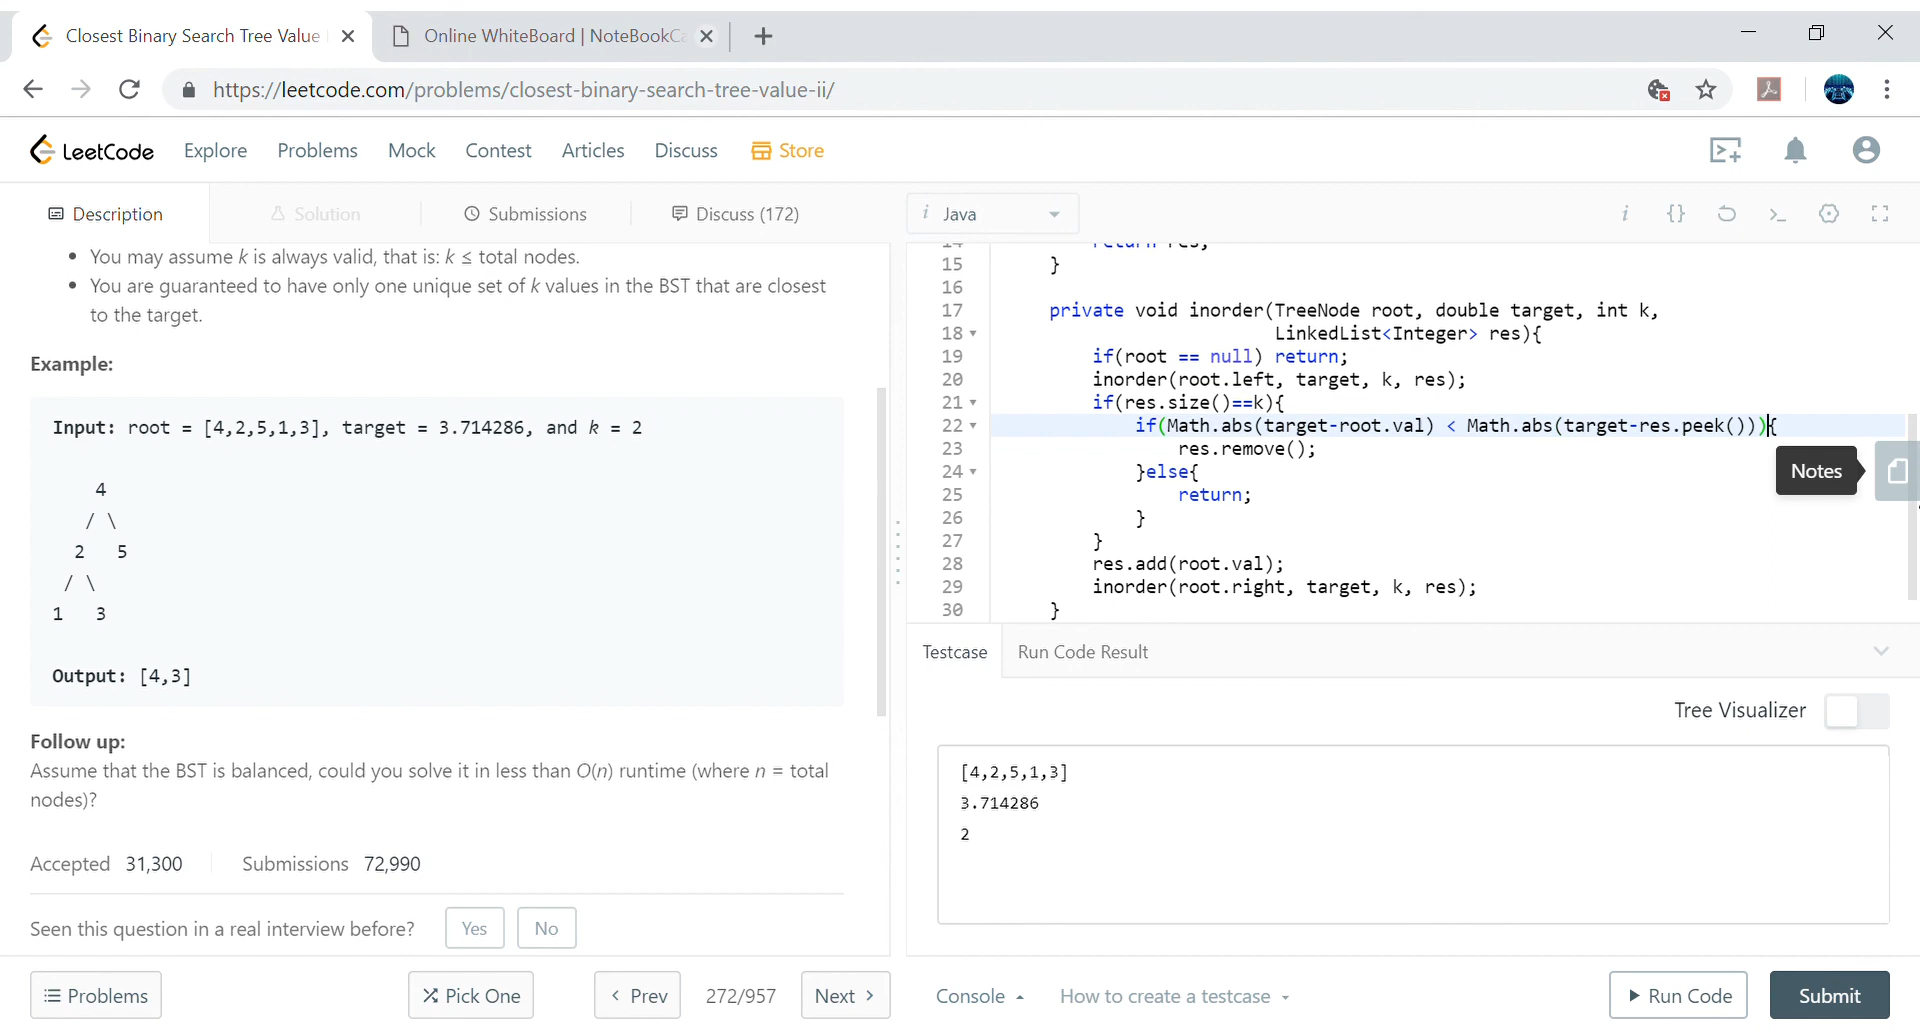 Closest Binary Search Tree Value
Online WhiteBoard | NoteBookCa
https://leetcode.com/problems/closest-binary-search-tree-value-ii/
LeetCode Explore Problems Mock Contest Articles Discuss Store
Description Solution Submissions Discuss (172)
i Java
• You may assume k is always valid, that is: k ≤ total nodes.
• You are guaranteed to have only one unique set of k values in the BST that are closest
to the target.
Example:
Input: root = [4,2,5,1,3], target = 3.714286, and k = 2
4
/ \
2 5
/ \
1 3
Output: [4,3]
Follow up:
Assume that the BST is balanced, could you solve it in less than O(n) runtime (where n = total
nodes)?
Accepted 31,300 Submissions 72,990
Seen this question in a real interview before? Yes No
Problems Pick One < Prev 272/957 Next >
14 return res;
15 }
16
17 private void inorder(TreeNode root, double target, int k,
18 LinkedList<Integer> res){
19 if(root == null) return;
20 inorder(root.left, target, k, res);
21 if(res.size()==k){
22 if(Math.abs(target-root.val) < Math.abs(target-res.peek())){
23 res.remove();
24 }else{
25 return;
26 }
27 }
28 res.add(root.val);
29 inorder(root.right, target, k, res);
30 }
Notes
Testcase Run Code Result
Tree Visualizer
[4,2,5,1,3]
3.714286
2
Console How to create a testcase Run Code Submit